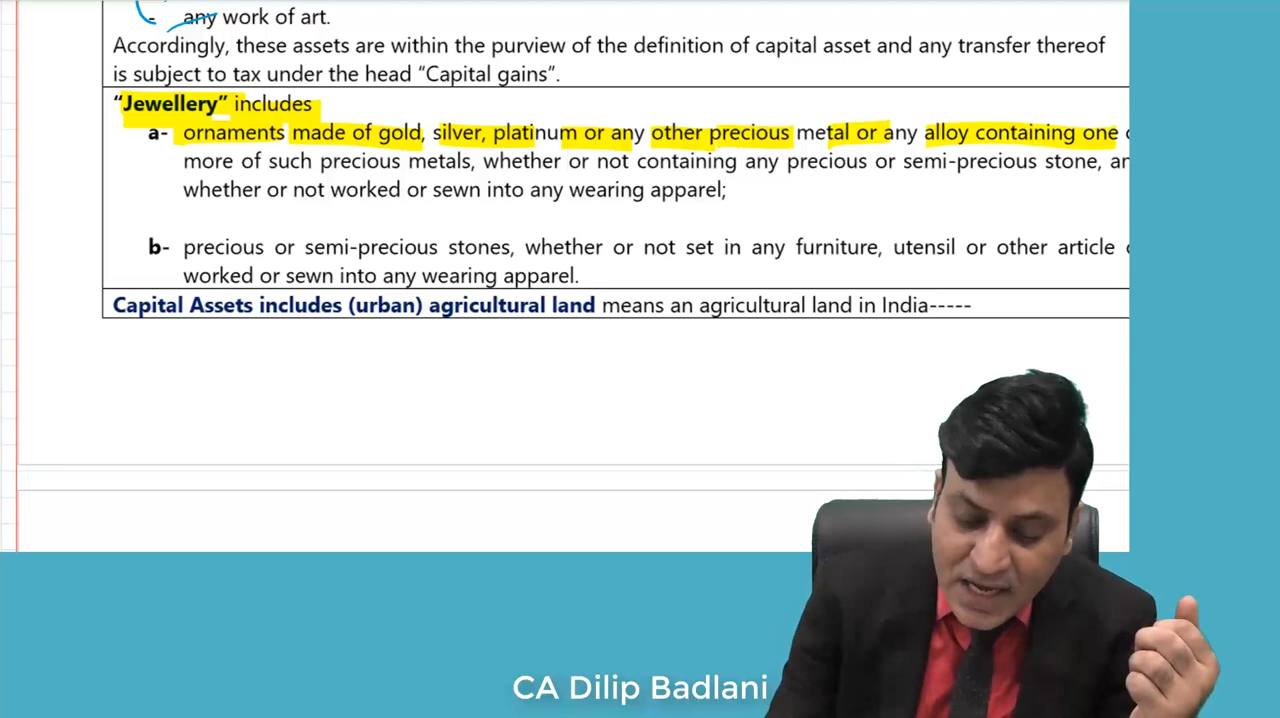 - any work of art.
Accordingly, these assets are within the purview of the definition of capital asset and any transfer thereof
is subject to tax under the head “Capital gains”.
“Jewellery” includes
a- ornaments made of gold, silver, platinum or any other precious metal or any alloy containing one
more of such precious metals, whether or not containing any precious or semi-precious stone,
whether or not worked or sewn into any wearing apparel;
b- precious or semi-precious stones, whether or not set in any furniture, utensil or other article
worked or sewn into any wearing apparel.
Capital Assets includes (urban) agricultural land means an agricultural land in India-----
CA Dilip Badlani